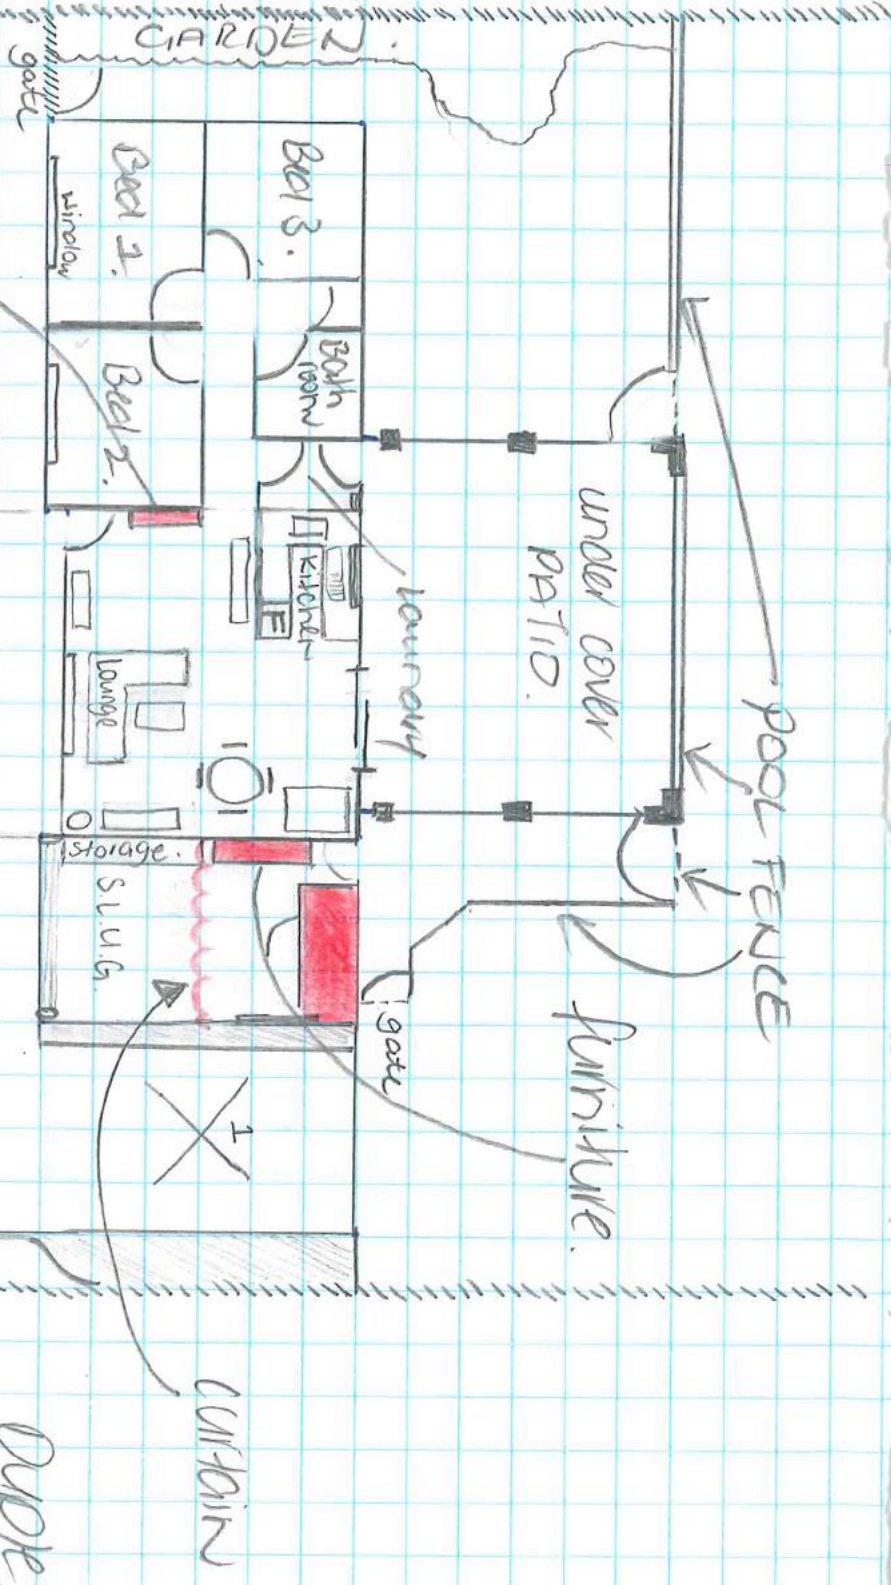 GARDEN.
gate
Bed 3.
Bed 1.
window
Bath
room
Bed 2.
under cover
PATIO.
POOL FENCE
Laundry
Kitchen
F
Lounge
storage.
S.L.U.G.
gate
furniture.
1
curtain